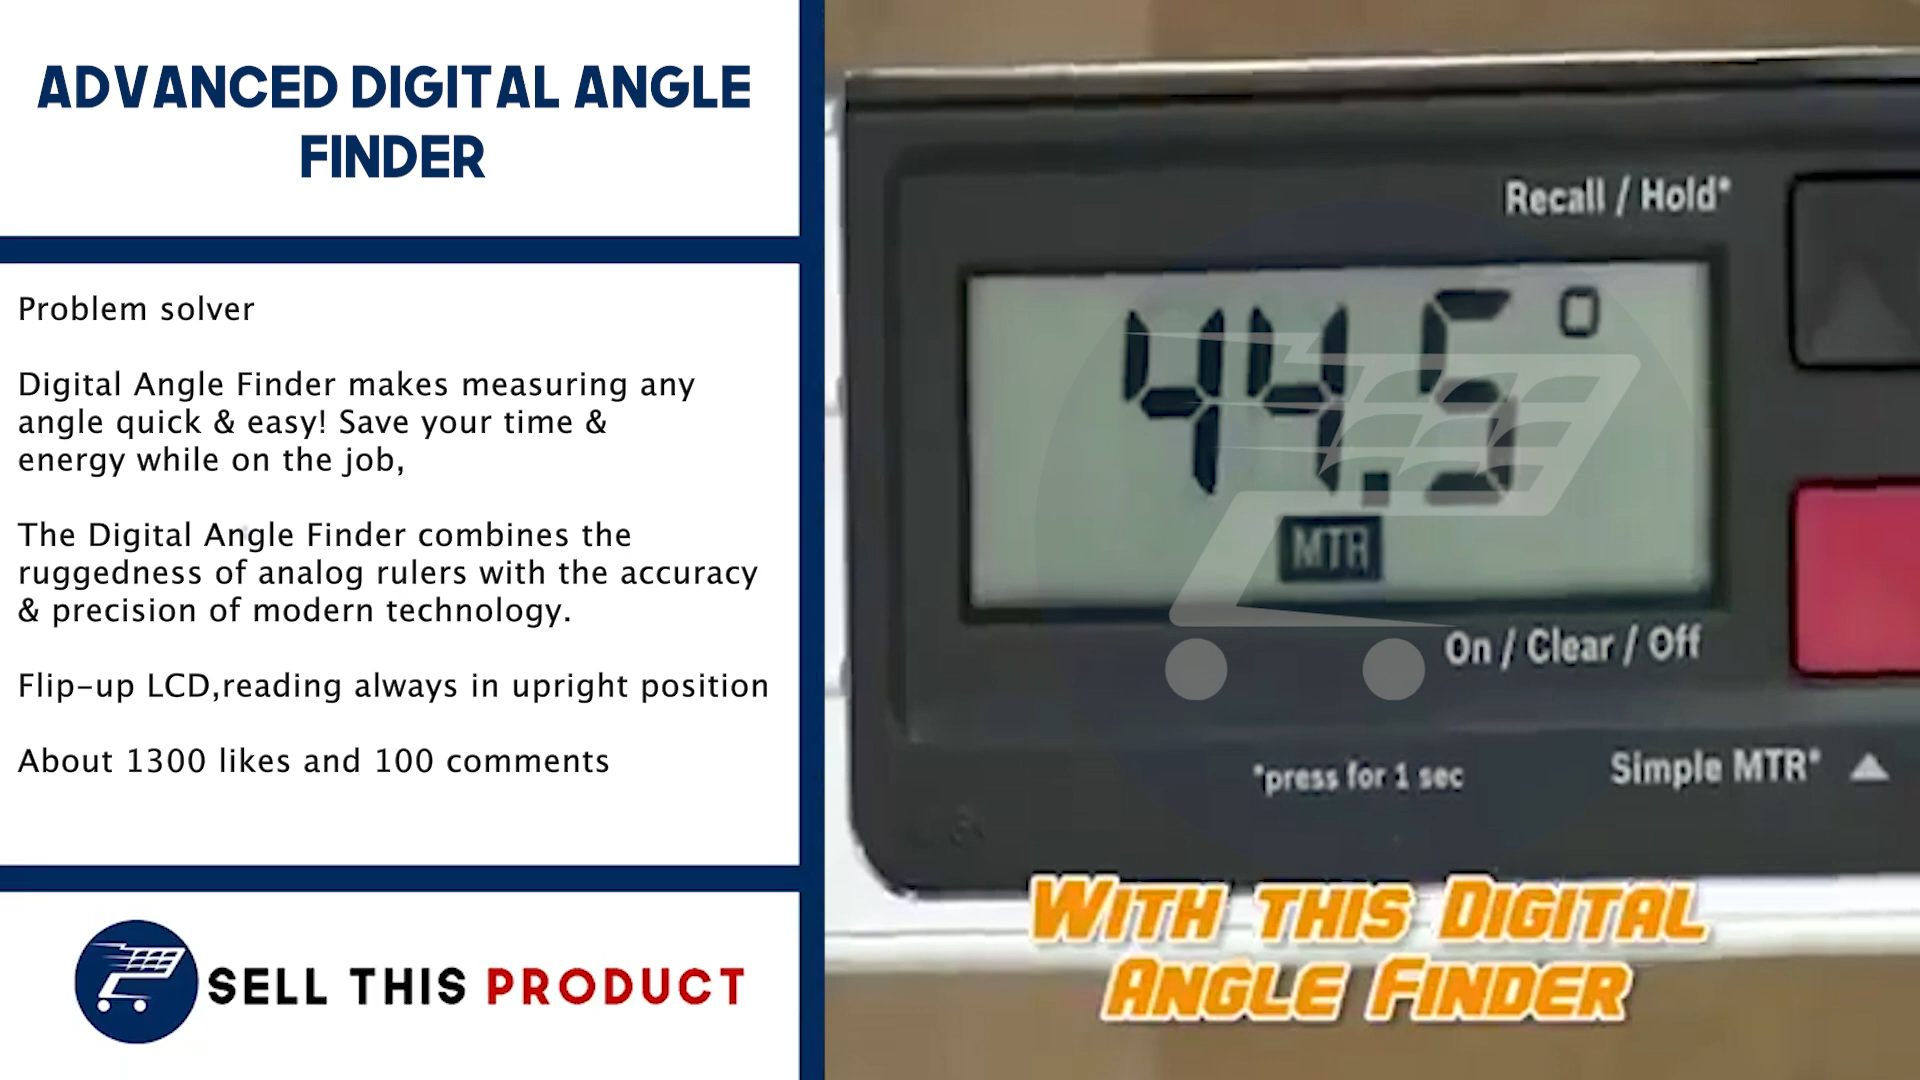 ADVANCED DIGITAL ANGLE
FINDER
Problem solver
Digital Angle Finder makes measuring any
angle quick & easy! Save your time &
energy while on the job,
The Digital Angle Finder combines the
ruggedness of analog rulers with the accuracy
& precision of modern technology.
Flip-up LCD,reading always in upright position
About 1300 likes and 100 comments
SELL THIS PRODUCT
Recall / Hold*
44.5°
MTR
On / Clear / Off
*press for 1 sec
Simple MTR*
WITH THIS DIGITAL
ANGLE FINDER